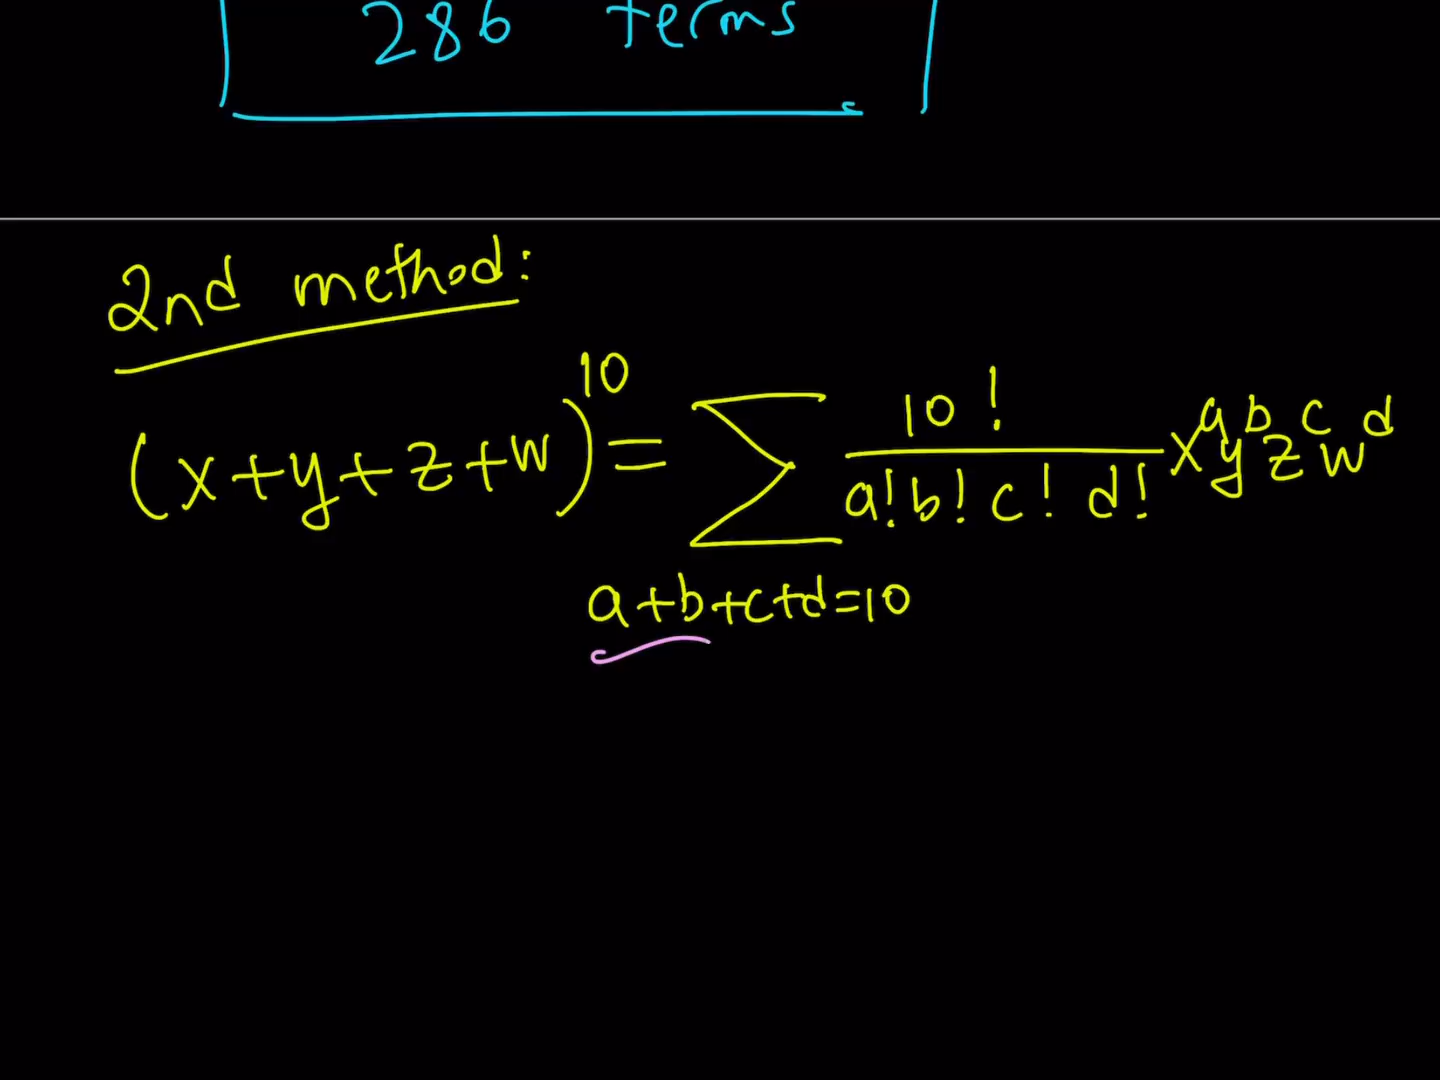 286 terms
2nd method:
(x+y+z+w)^10 = ∑ 10!/(a!b!c!d!) x^a y^b z^c w^d
a+b+c+d=10